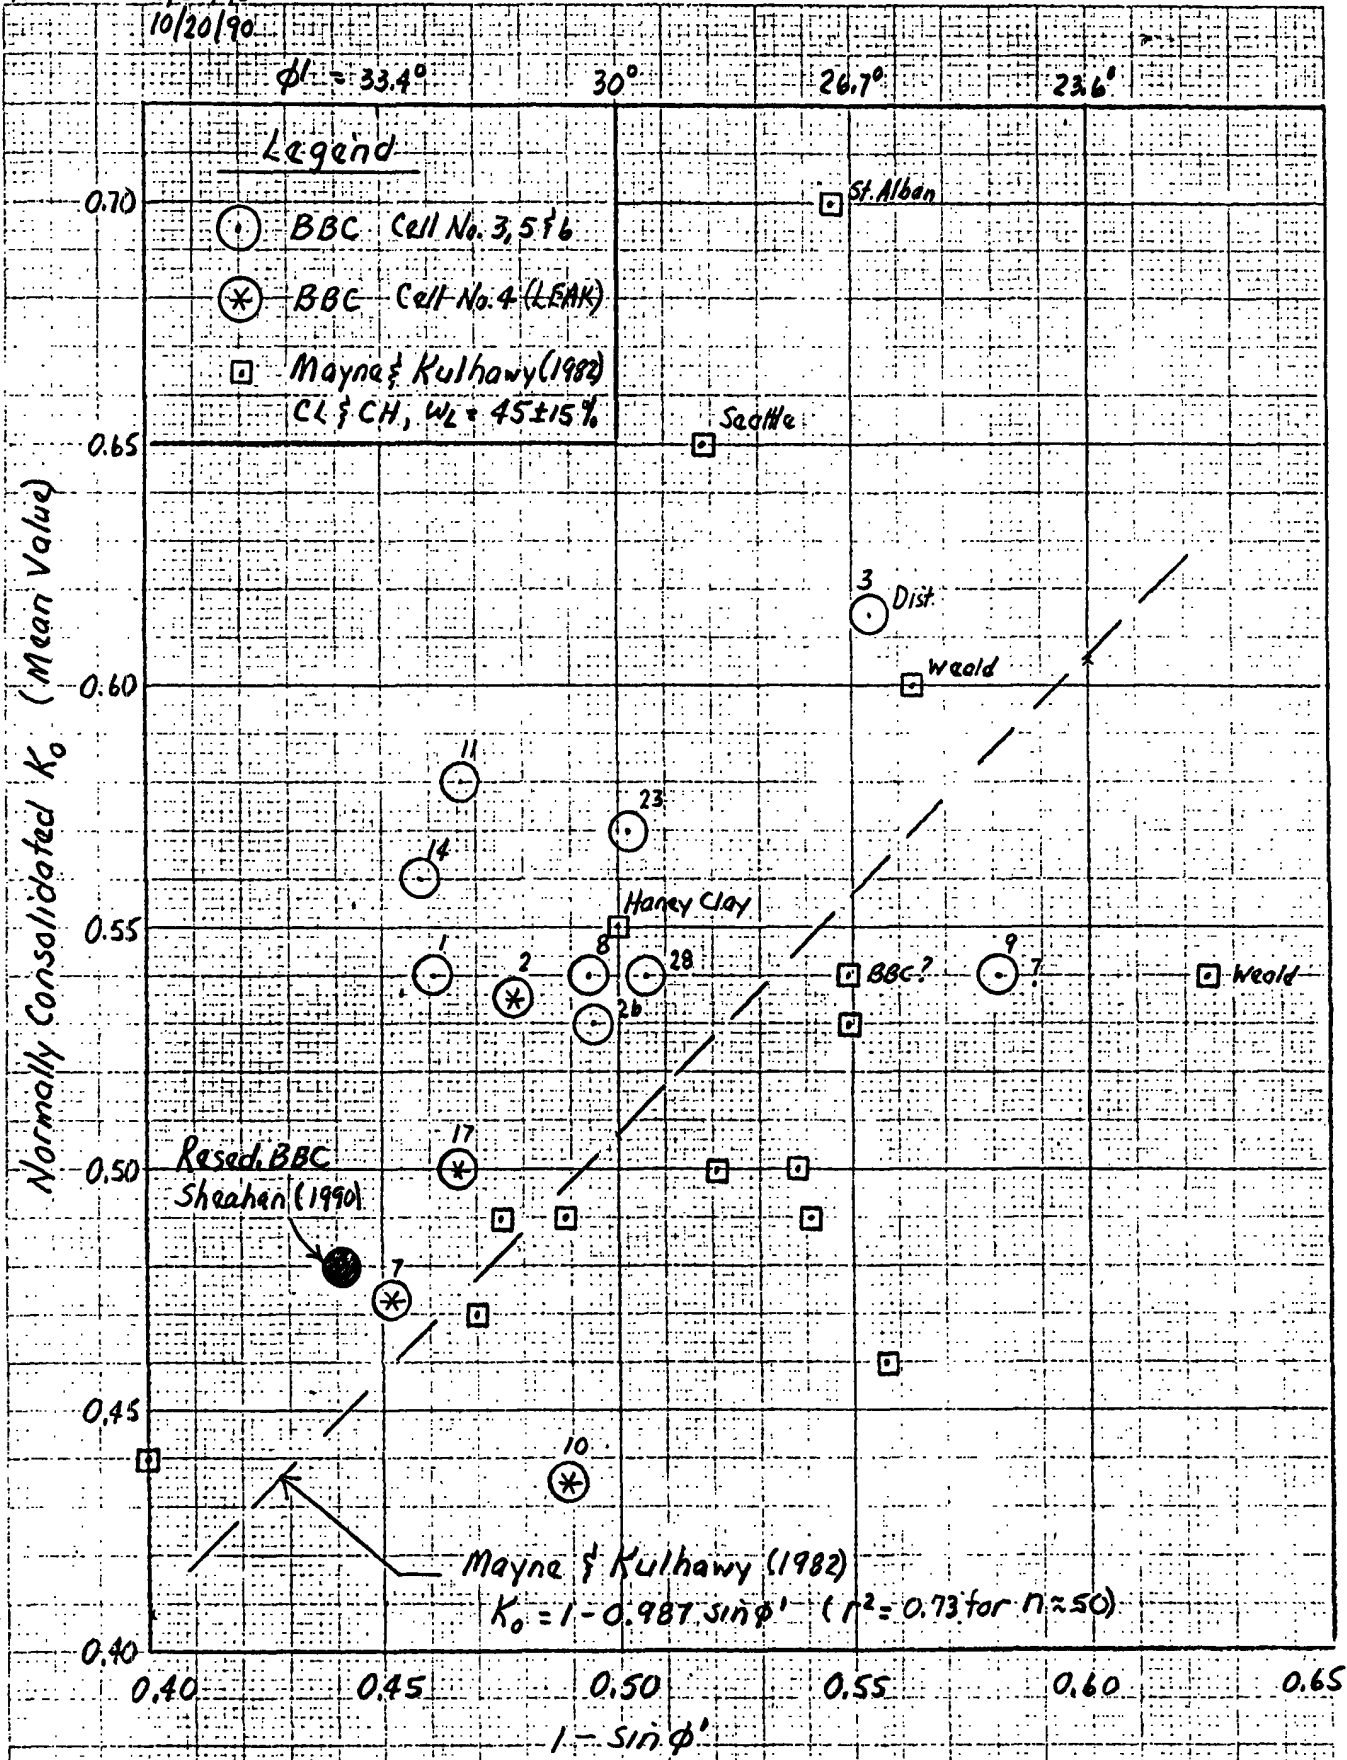 10/20/90
φ' = 33.4° 30° 26.7° 23.6°
Legend
BBC Cell No. 3, 5 & 6
BBC Cell No. 4 (LEAK)
Mayne & Kulhawy (1982)
CL & CH, WL = 45±15%
0.70
0.65
0.60
0.55
0.50
0.45
0.40
Normally Consolidated K₀ (Mean Value)
St. Alban
Seattle
3
Dist.
Weald
11
23
14
Haney Clay
1
2
8
28
26
BBC?
9
?
Weald
17
Resed. BBC
Sheahan (1990)
7
10
Mayne & Kulhawy (1982)
K₀ = 1 - 0.987 sin φ' (r² = 0.73 for n ≈ 50)
0.40 0.45 0.50 0.55 0.60 0.65
1 - sin φ'